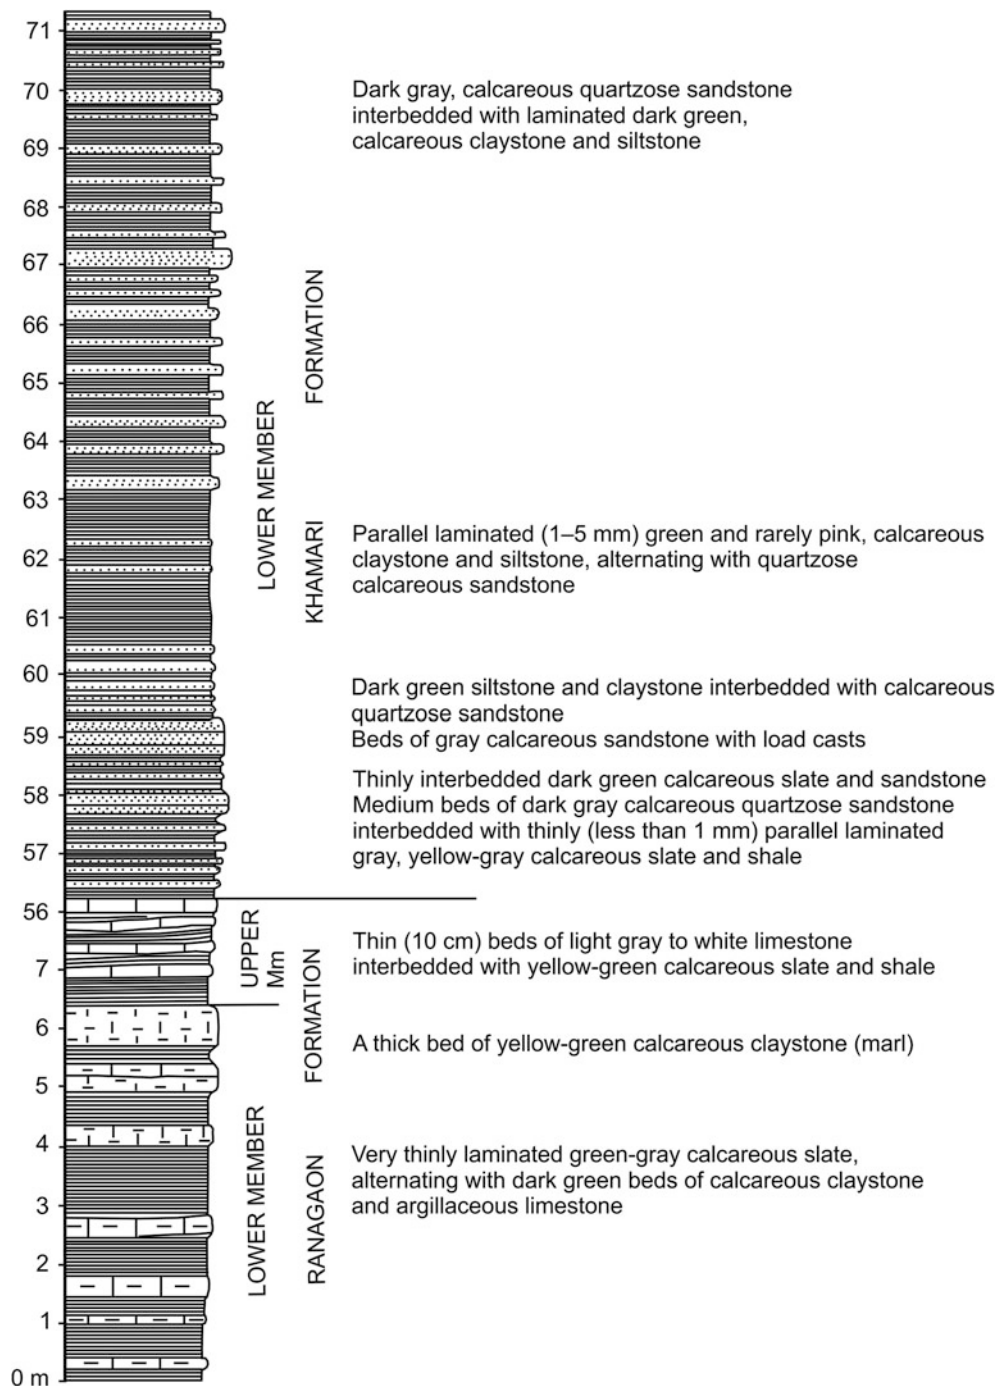 71
70
69
68
67
66
65
64
63
62
61
60
59
58
57
56
7
6
5
4
3
2
1
0 m
LOWER MEMBER
KHAMARI FORMATION
UPPER
Mm
LOWER MEMBER
RANAGAON FORMATION
Dark gray, calcareous quartzose sandstone
interbedded with laminated dark green,
calcareous claystone and siltstone
Parallel laminated (1–5 mm) green and rarely pink, calcareous
claystone and siltstone, alternating with quartzose
calcareous sandstone
Dark green siltstone and claystone interbedded with calcareous
quartzose sandstone
Beds of gray calcareous sandstone with load casts
Thinly interbedded dark green calcareous slate and sandstone
Medium beds of dark gray calcareous quartzose sandstone
interbedded with thinly (less than 1 mm) parallel laminated
gray, yellow-gray calcareous slate and shale
Thin (10 cm) beds of light gray to white limestone
interbedded with yellow-green calcareous slate and shale
A thick bed of yellow-green calcareous claystone (marl)
Very thinly laminated green-gray calcareous slate,
alternating with dark green beds of calcareous claystone
and argillaceous limestone